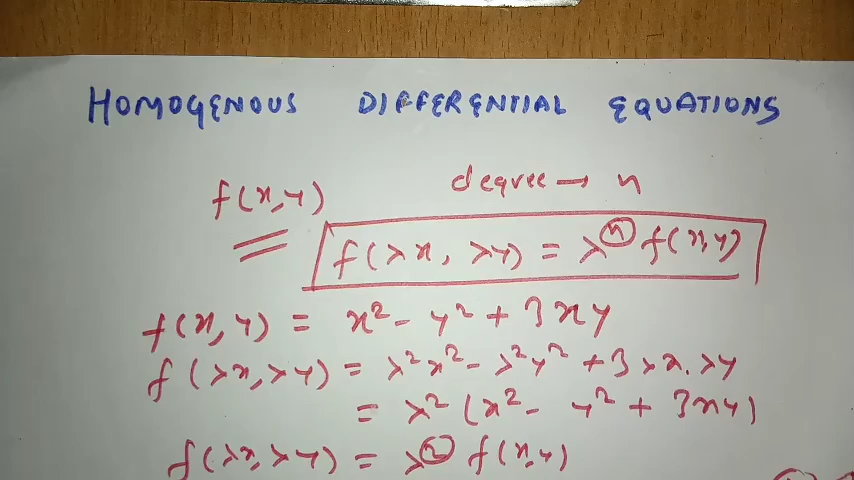 HOMOGENOUS DIFFERENTIAL EQUATIONS
f(x,y) degree → n
f(λx, λy) = λⁿ f(x,y)
f(x, y) = x² - y² + 3xy
f(λx, λy) = λ²x² - λ²y² + 3λx.λy
= λ² (x² - y² + 3xy)
f(λx, λy) = λ² f(x,y)